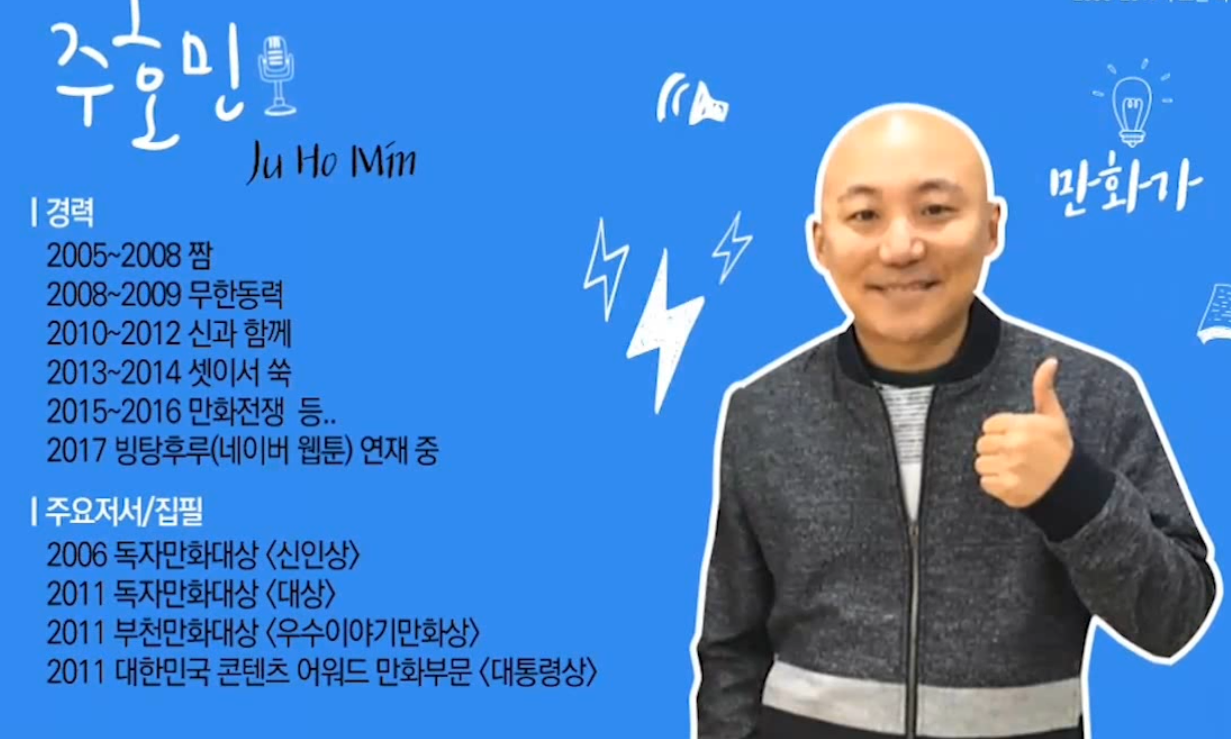 주호민
Ju Ho Min
만화가
경력
2005~2008 짬
2008~2009 무한동력
2010~2012 신과 함께
2013~2014 셋이서 쑥
2015~2016 만화전쟁 등..
2017 빙탕후루(네이버 웹툰) 연재 중
주요저서/집필
2006 독자만화대상 <신인상>
2011 독자만화대상 <대상>
2011 부천만화대상 <우수이야기만화상>
2011 대한민국 콘텐츠 어워드 만화부문 <대통령상>